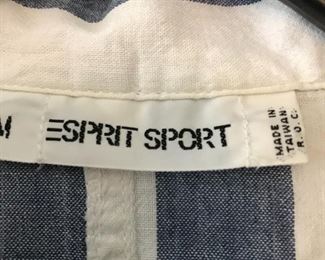 M
ESPRIT SPORT
MADE IN
TAIWAN
R. O. C.